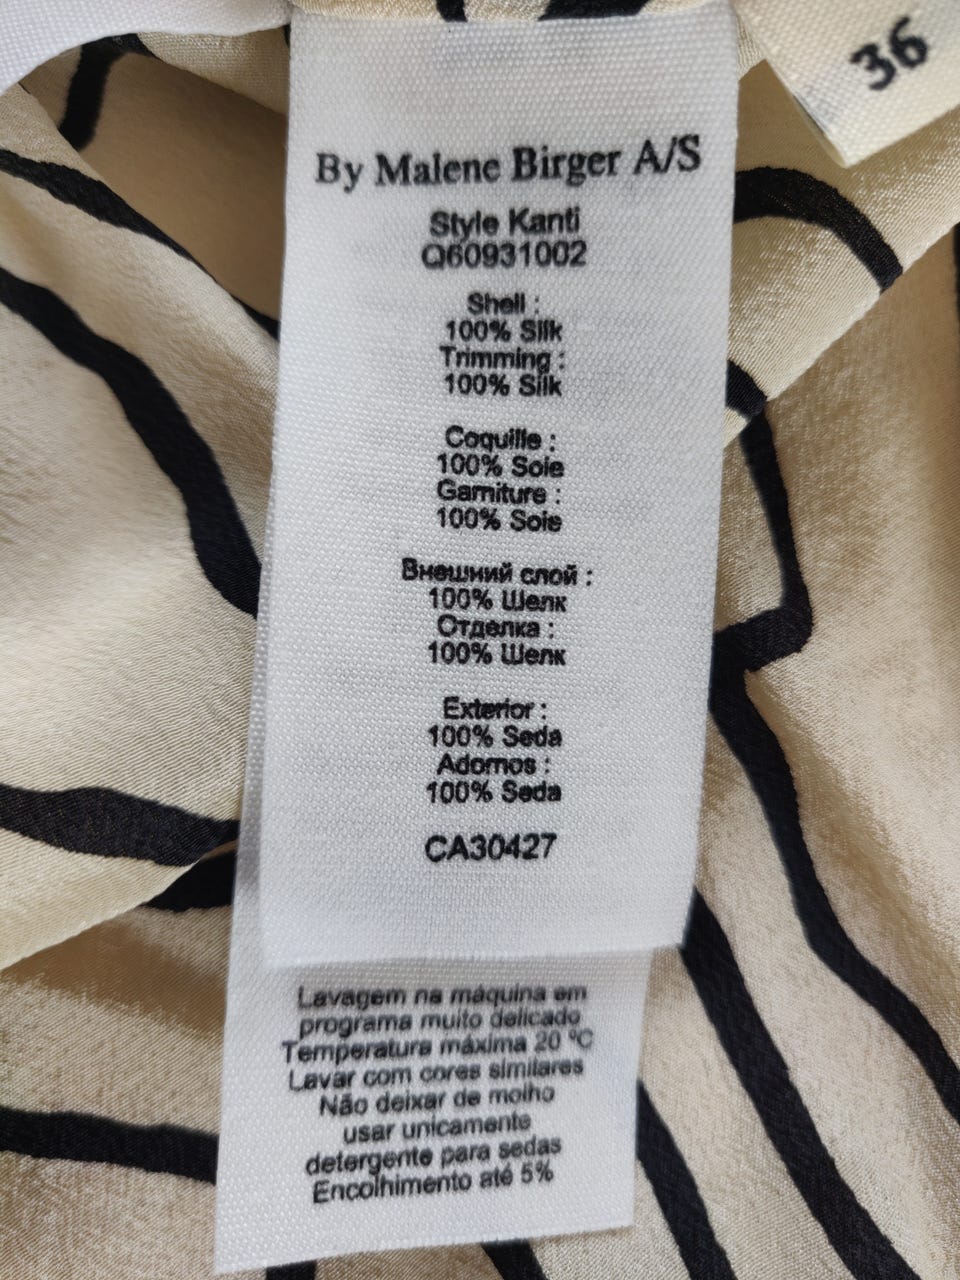 36
By Malene Birger A/S
Style Kanti
Q60931002
Shell :
100% Silk
Trimming :
100% Silk
Coquille :
100% Soie
Garniture :
100% Soie
Внешний слой :
100% Шелк
Отделка :
100% Шелк
Exterior :
100% Seda
Adornos :
100% Seda
CA30427
Lavagem na máquina em
programa muito delicado
Temperatura máxima 20 ºC
Lavar com cores similares
Não deixar de molho
usar unicamente
detergente para sedas
Encolhimento até 5%